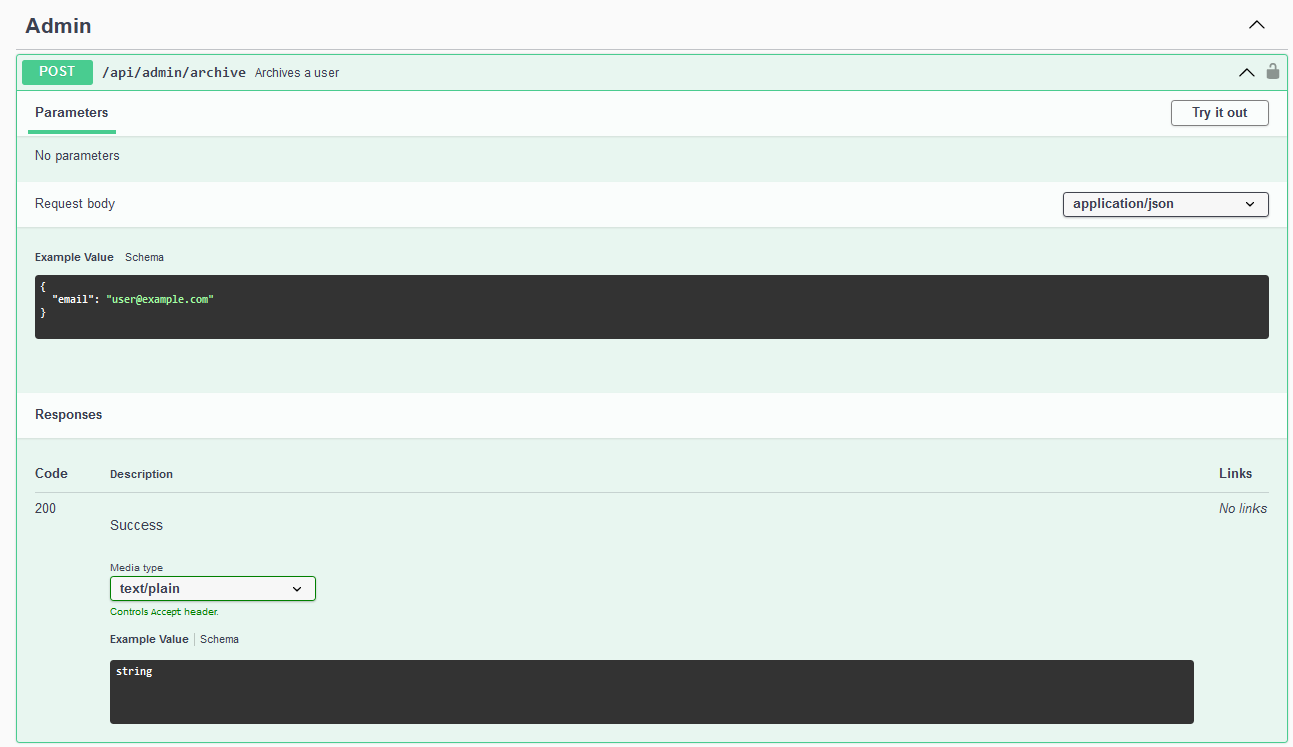 Admin
POST /api/admin/archive Archives a user
Parameters
Try it out
No parameters
Request body
application/json
Example Value Schema
{
"email": "user@example.com"
}
Responses
Code Description Links
200 No links
Success
Media type
text/plain
Controls Accept header.
Example Value Schema
string